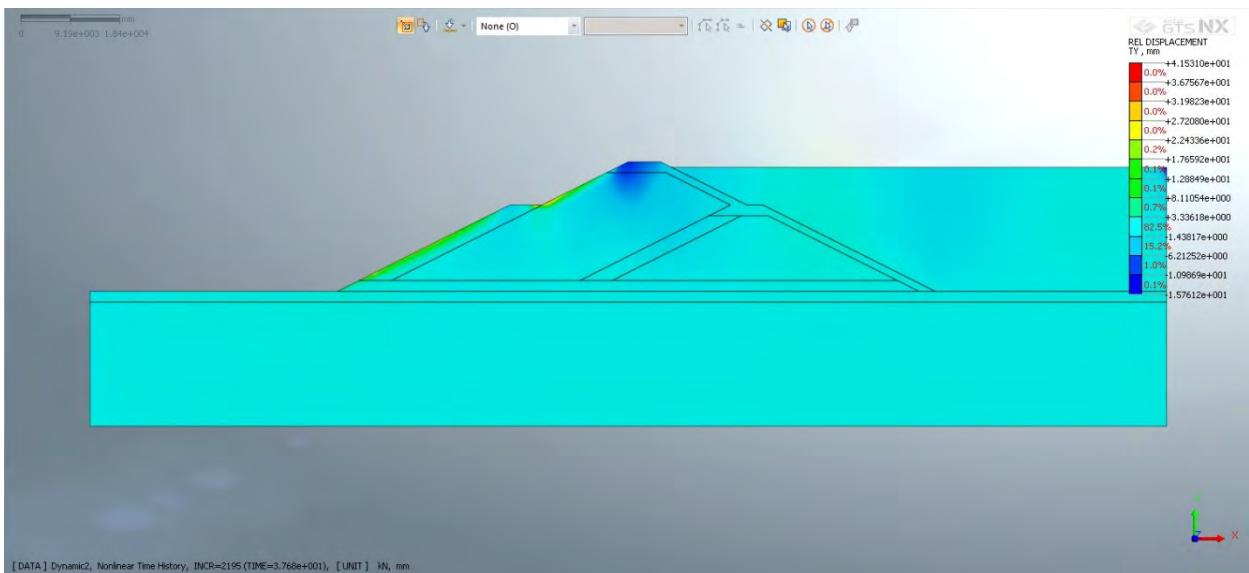 mm
0 9.19e+003 1.84e+004
None (O)
GTS NX
REL DISPLACEMENT
TY, mm
+4.15310e+001
0.0%
+3.67567e+001
0.0%
+3.19823e+001
0.0%
+2.72080e+001
0.0%
+2.24336e+001
0.2%
+1.76592e+001
0.1%
+1.28849e+001
0.1%
+8.11054e+000
0.7%
+3.33618e+000
82.5%
-1.43817e+000
15.2%
-6.21252e+000
1.0%
-1.09869e+001
0.1%
-1.57612e+001
X
[ DATA ] Dynamic2, Nonlinear Time History, INCR=2195 (TIME=3.768e+001), [ UNIT ] kN, mm